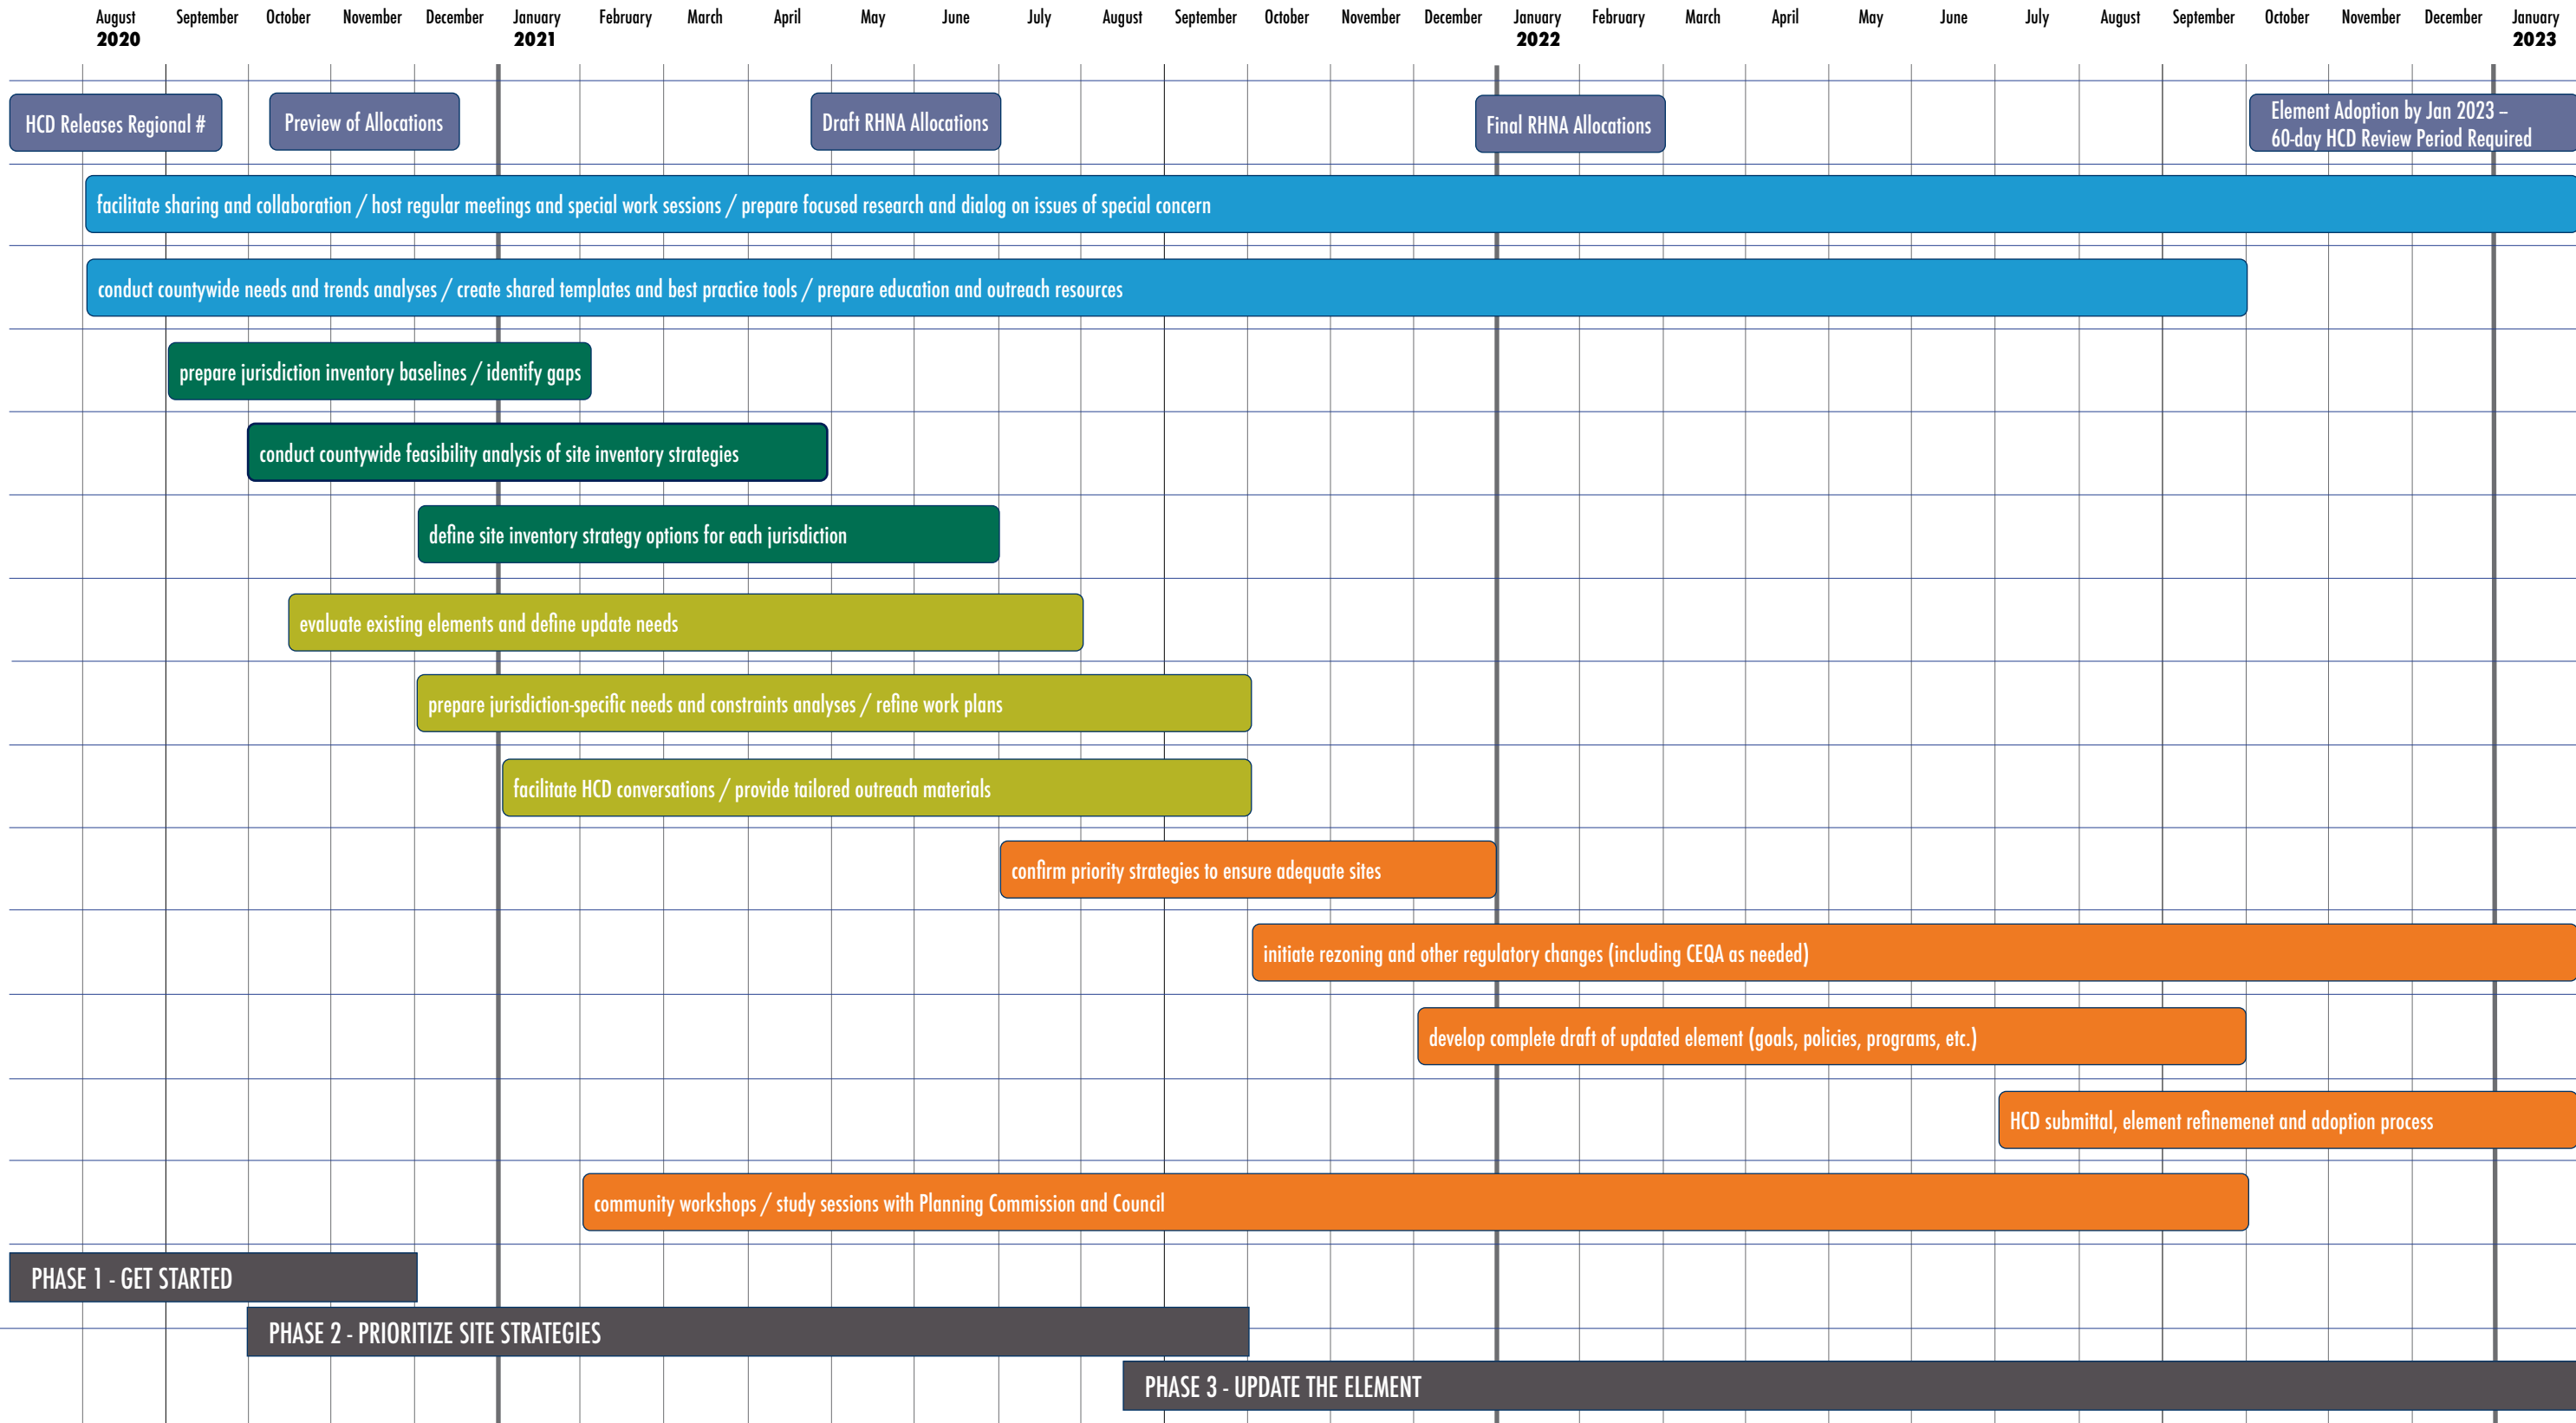 August September October November December January February March April May June July August September October November December January February March April May June July August September October November December January
2020 2021 2022 2023
HCD Releases Regional #
Preview of Allocations
Draft RHNA Allocations
Final RHNA Allocations
Element Adoption by Jan 2023 –
60-day HCD Review Period Required
facilitate sharing and collaboration / host regular meetings and special work sessions / prepare focused research and dialog on issues of special concern
conduct countywide needs and trends analyses / create shared templates and best practice tools / prepare education and outreach resources
prepare jurisdiction inventory baselines / identify gaps
conduct countywide feasibility analysis of site inventory strategies
define site inventory strategy options for each jurisdiction
evaluate existing elements and define update needs
prepare jurisdiction-specific needs and constraints analyses / refine work plans
facilitate HCD conversations / provide tailored outreach materials
confirm priority strategies to ensure adequate sites
initiate rezoning and other regulatory changes (including CEQA as needed)
develop complete draft of updated element (goals, policies, programs, etc.)
HCD submittal, element refinemenet and adoption process
community workshops / study sessions with Planning Commission and Council
PHASE 1 - GET STARTED
PHASE 2 - PRIORITIZE SITE STRATEGIES
PHASE 3 - UPDATE THE ELEMENT